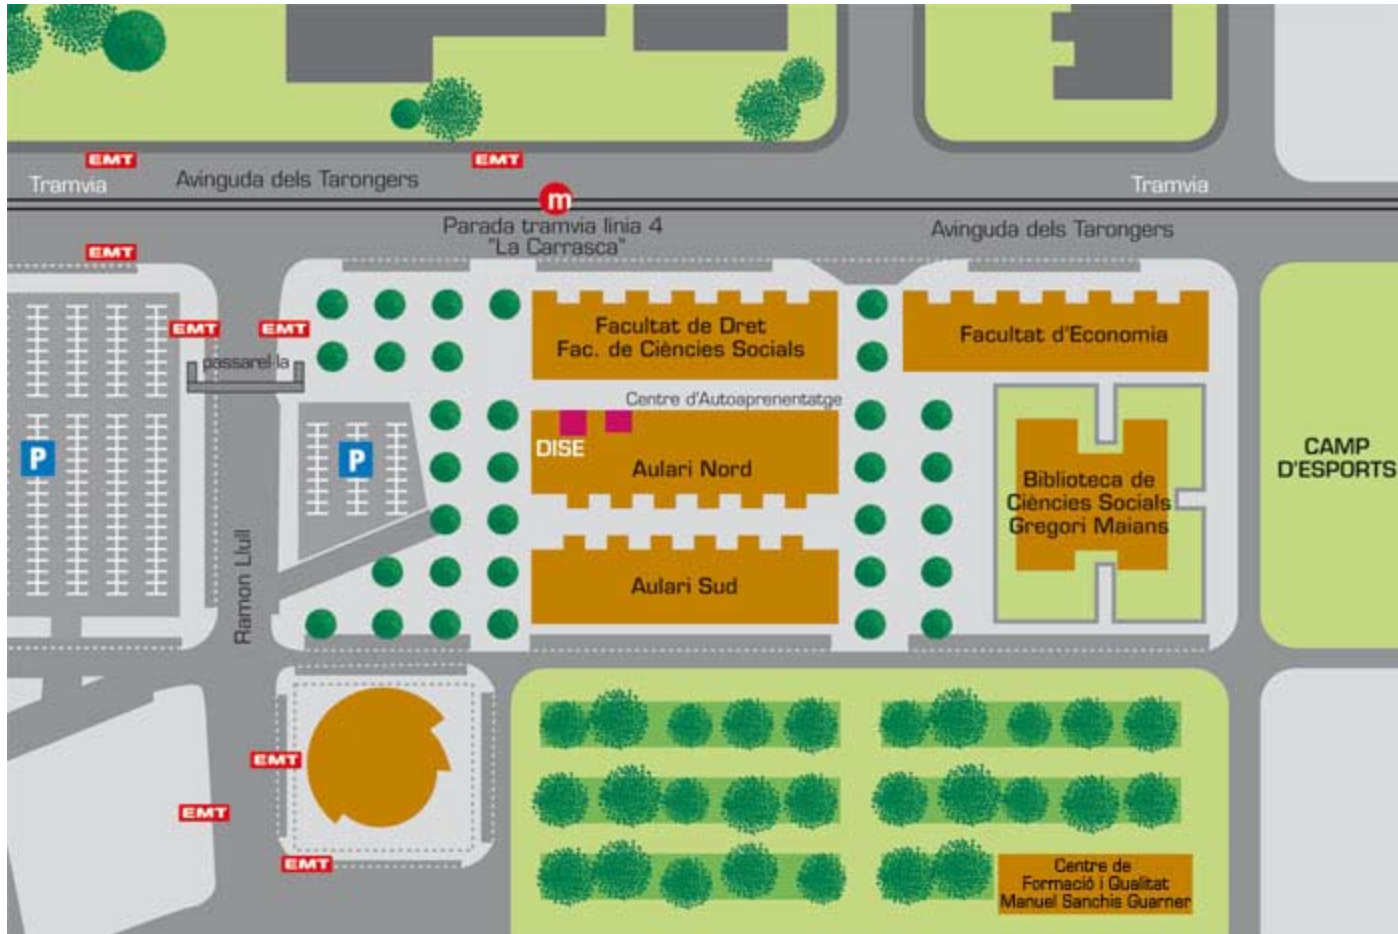 EMT
EMT
Tramvia
Avinguda dels Tarongers
m
Tramvia
Parada tramvia linia 4
"La Carrasca"
Avinguda dels Tarongers
EMT
EMT
EMT
passarel·la
Facultat de Dret
Fac. de Ciències Socials
Facultat d'Economia
Centre d'Autoaprenentatge
DISE
Aulari Nord
P
P
Biblioteca de
Ciències Socials
Gregori Maians
CAMP
D'ESPORTS
Ramon Llull
Aulari Sud
EMT
EMT
EMT
Centre de
Formació i Qualitat
Manuel Sanchis Guarner